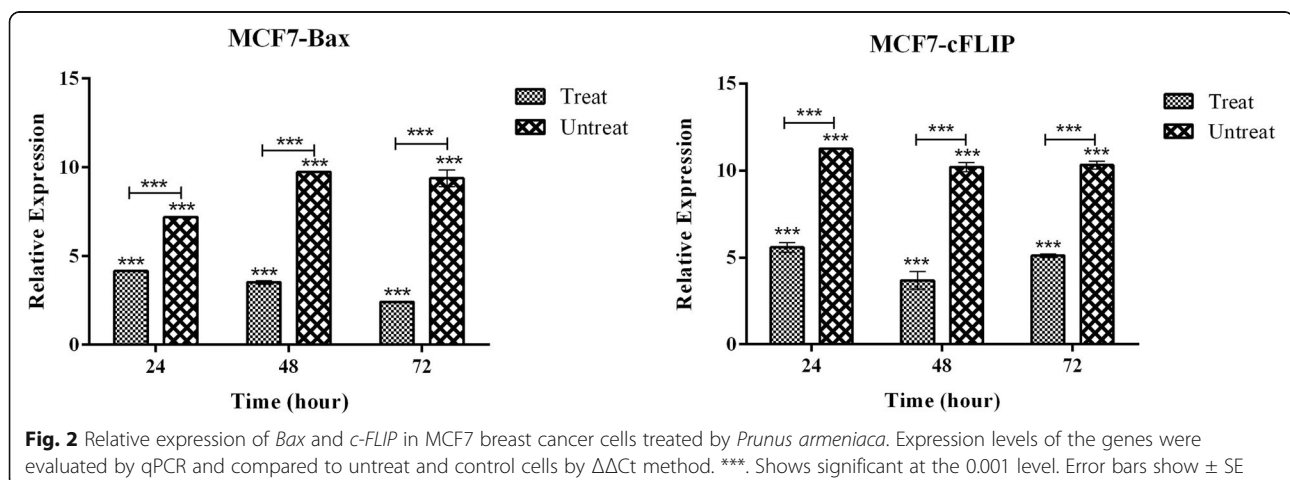 MCF7-Bax
Relative Expression
15
10
5
0
***
***
***
***
***
***
***
***
***
24
48
72
Time (hour)
Treat
Untreat
MCF7-cFLIP
Relative Expression
15
10
5
0
***
***
***
***
***
***
***
***
***
24
48
72
Time (hour)
Treat
Untreat
Fig. 2 Relative expression of Bax and c-FLIP in MCF7 breast cancer cells treated by Prunus armeniaca. Expression levels of the genes were
evaluated by qPCR and compared to untreat and control cells by ΔΔCt method. ***. Shows significant at the 0.001 level. Error bars show ± SE